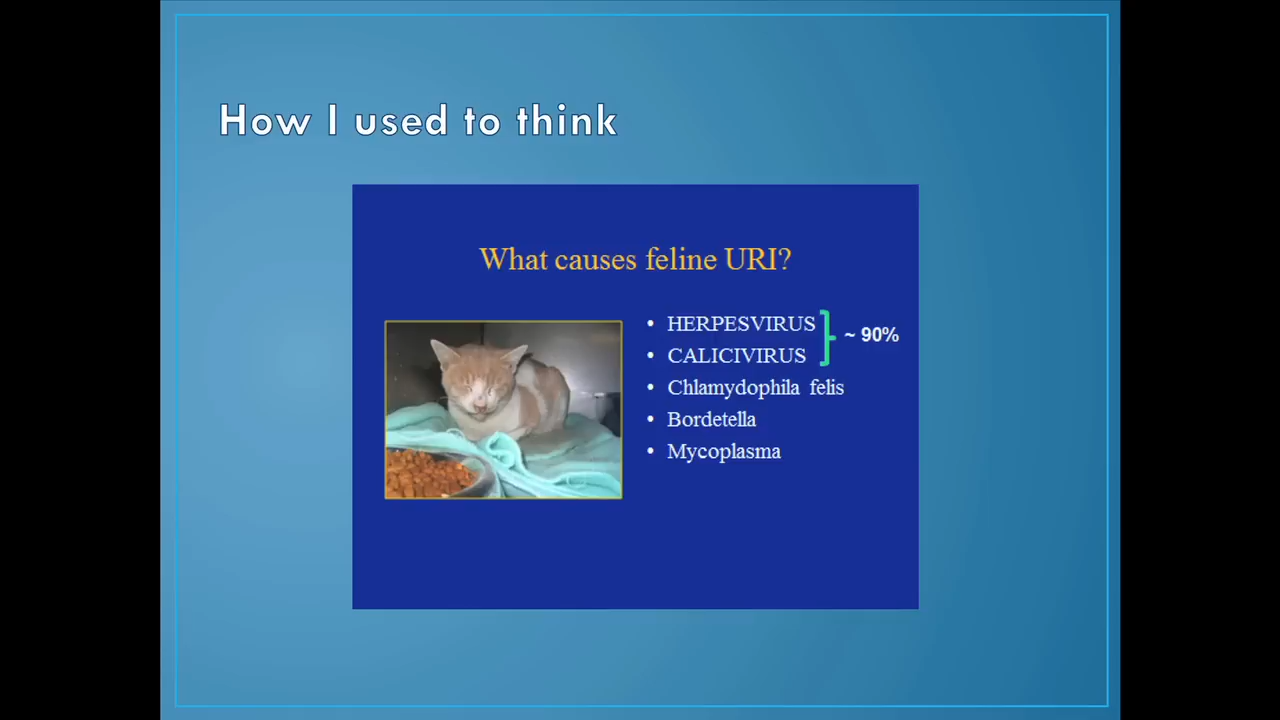 How I used to think
What causes feline URI?
• HERPESVIRUS
• CALICIVIRUS
~ 90%
• Chlamydophila felis
• Bordetella
• Mycoplasma